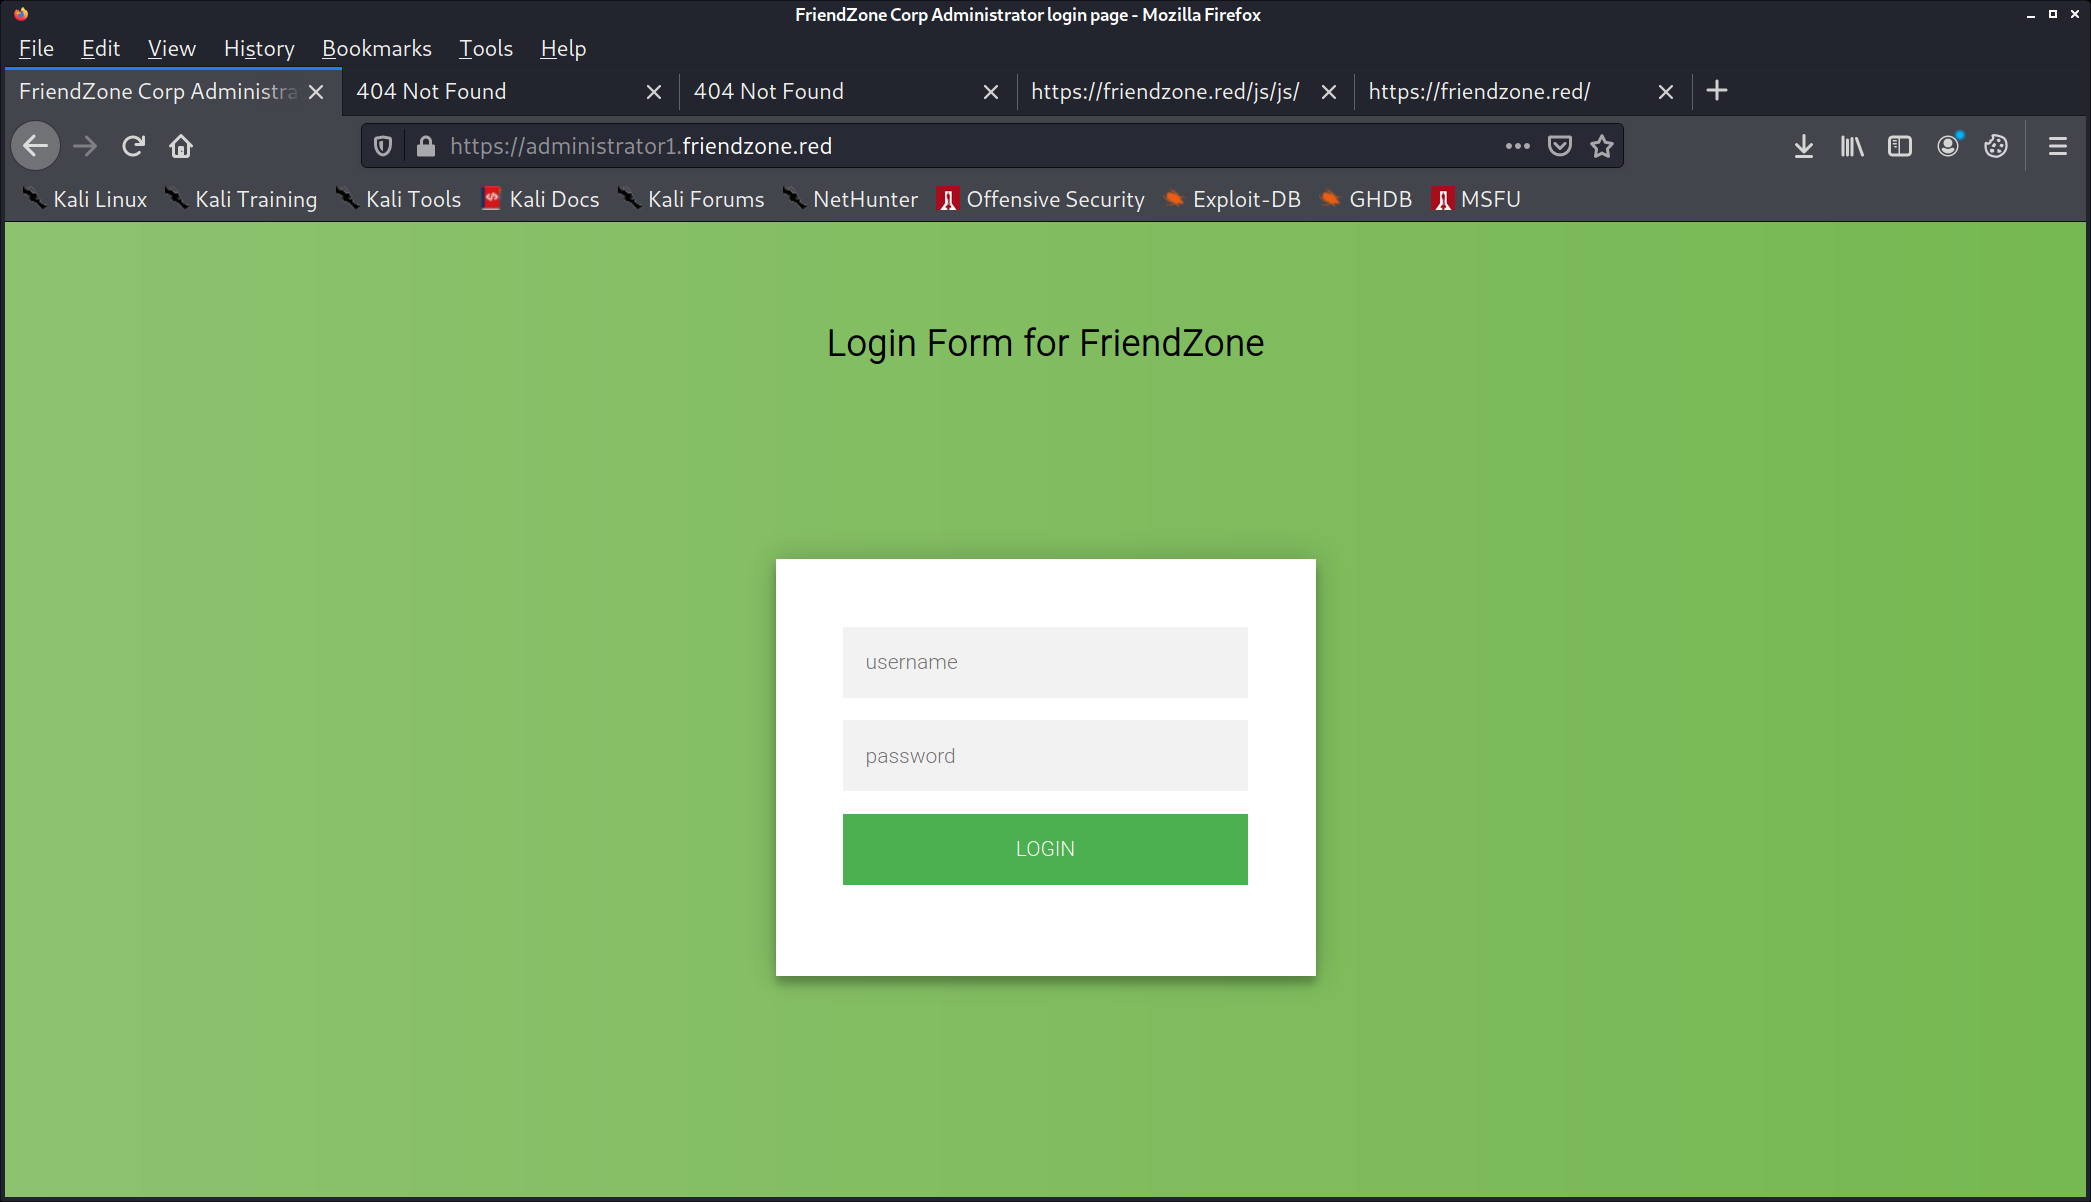 FriendZone Corp Administrator login page - Mozilla Firefox
File Edit View History Bookmarks Tools Help
FriendZone Corp Administra 404 Not Found 404 Not Found https://friendzone.red/js/js/ https://friendzone.red/
https://administrator1.friendzone.red
Kali Linux Kali Training Kali Tools Kali Docs Kali Forums NetHunter Offensive Security Exploit-DB GHDB MSFU
Login Form for FriendZone
username
password
LOGIN